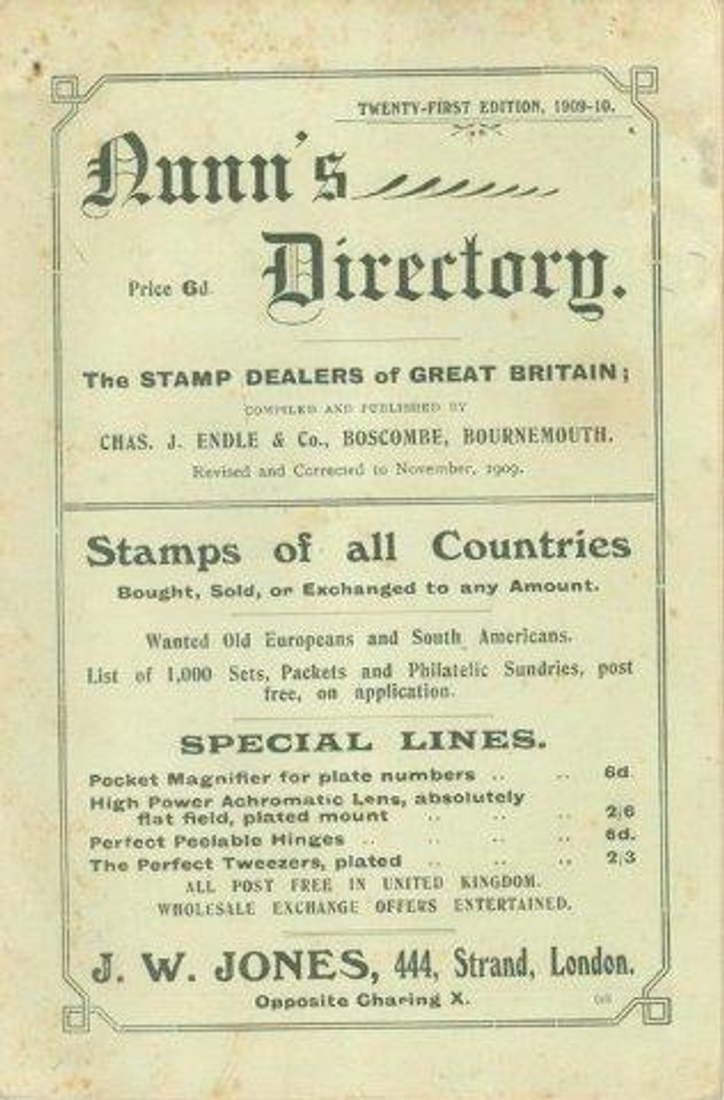 TWENTY-FIRST EDITION, 1909-10.
Nunn's
Directory.
Price 6d.
The STAMP DEALERS of GREAT BRITAIN;
COMPILED AND PUBLISHED BY
CHAS. J. ENDLE & Co., BOSCOMBE, BOURNEMOUTH.
Revised and Corrected to November, 1909.
Stamps of all Countries
Bought, Sold, or Exchanged to any Amount.
Wanted Old Europeans and South Americans.
List of 1,000 Sets, Packets and Philatelic Sundries, post
free, on application.
SPECIAL LINES.
Pocket Magnifier for plate numbers .. .. 6d.
High Power Achromatic Lens, absolutely
flat field, plated mount .. .. .. 2/6
Perfect Peelable Hinges .. .. .. .. 6d.
The Perfect Tweezers, plated .. .. .. 2/3
ALL POST FREE IN UNITED KINGDOM.
WHOLESALE EXCHANGE OFFERS ENTERTAINED.
J. W. JONES, 444, Strand, London.
Opposite Charing X.